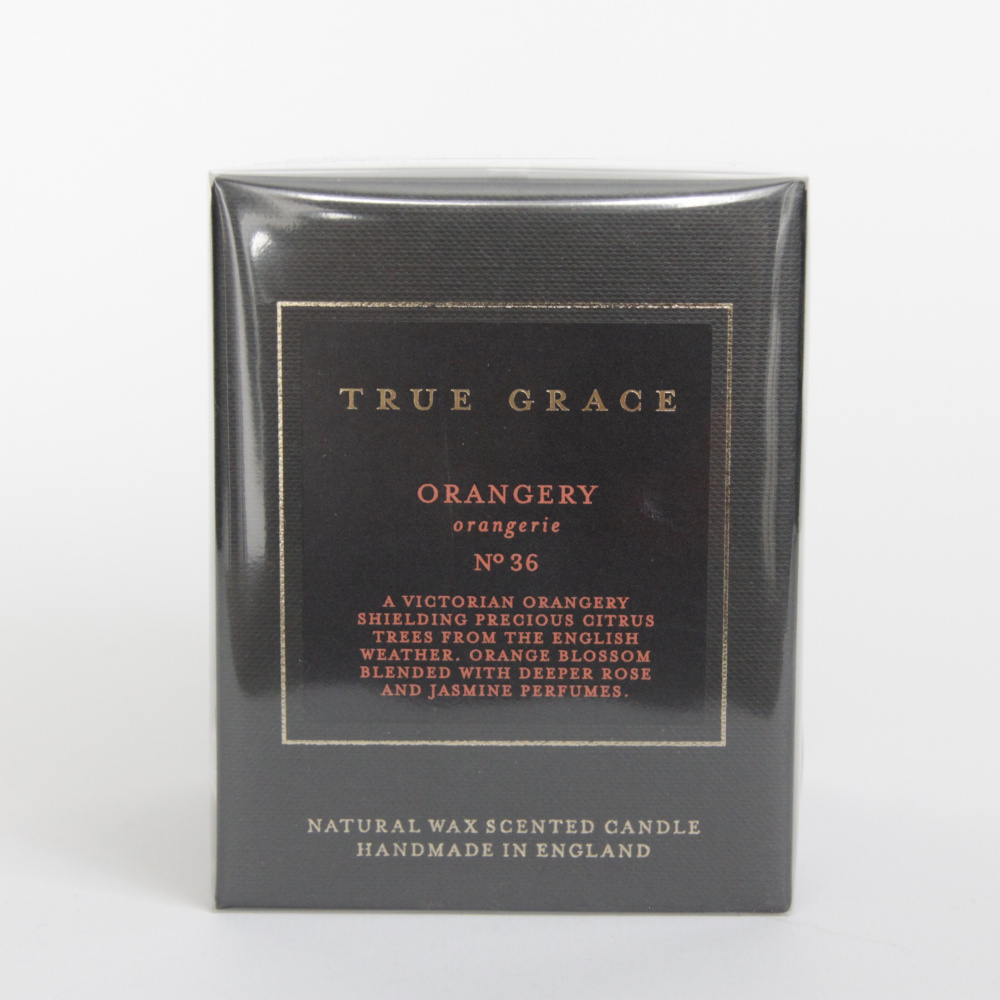 TRUE GRACE
ORANGERY
orangerie
Nº 36
A VICTORIAN ORANGERY
SHIELDING PRECIOUS CITRUS
TREES FROM THE ENGLISH
WEATHER. ORANGE BLOSSOM
BLENDED WITH DEEPER ROSE
AND JASMINE PERFUMES.
NATURAL WAX SCENTED CANDLE
HANDMADE IN ENGLAND